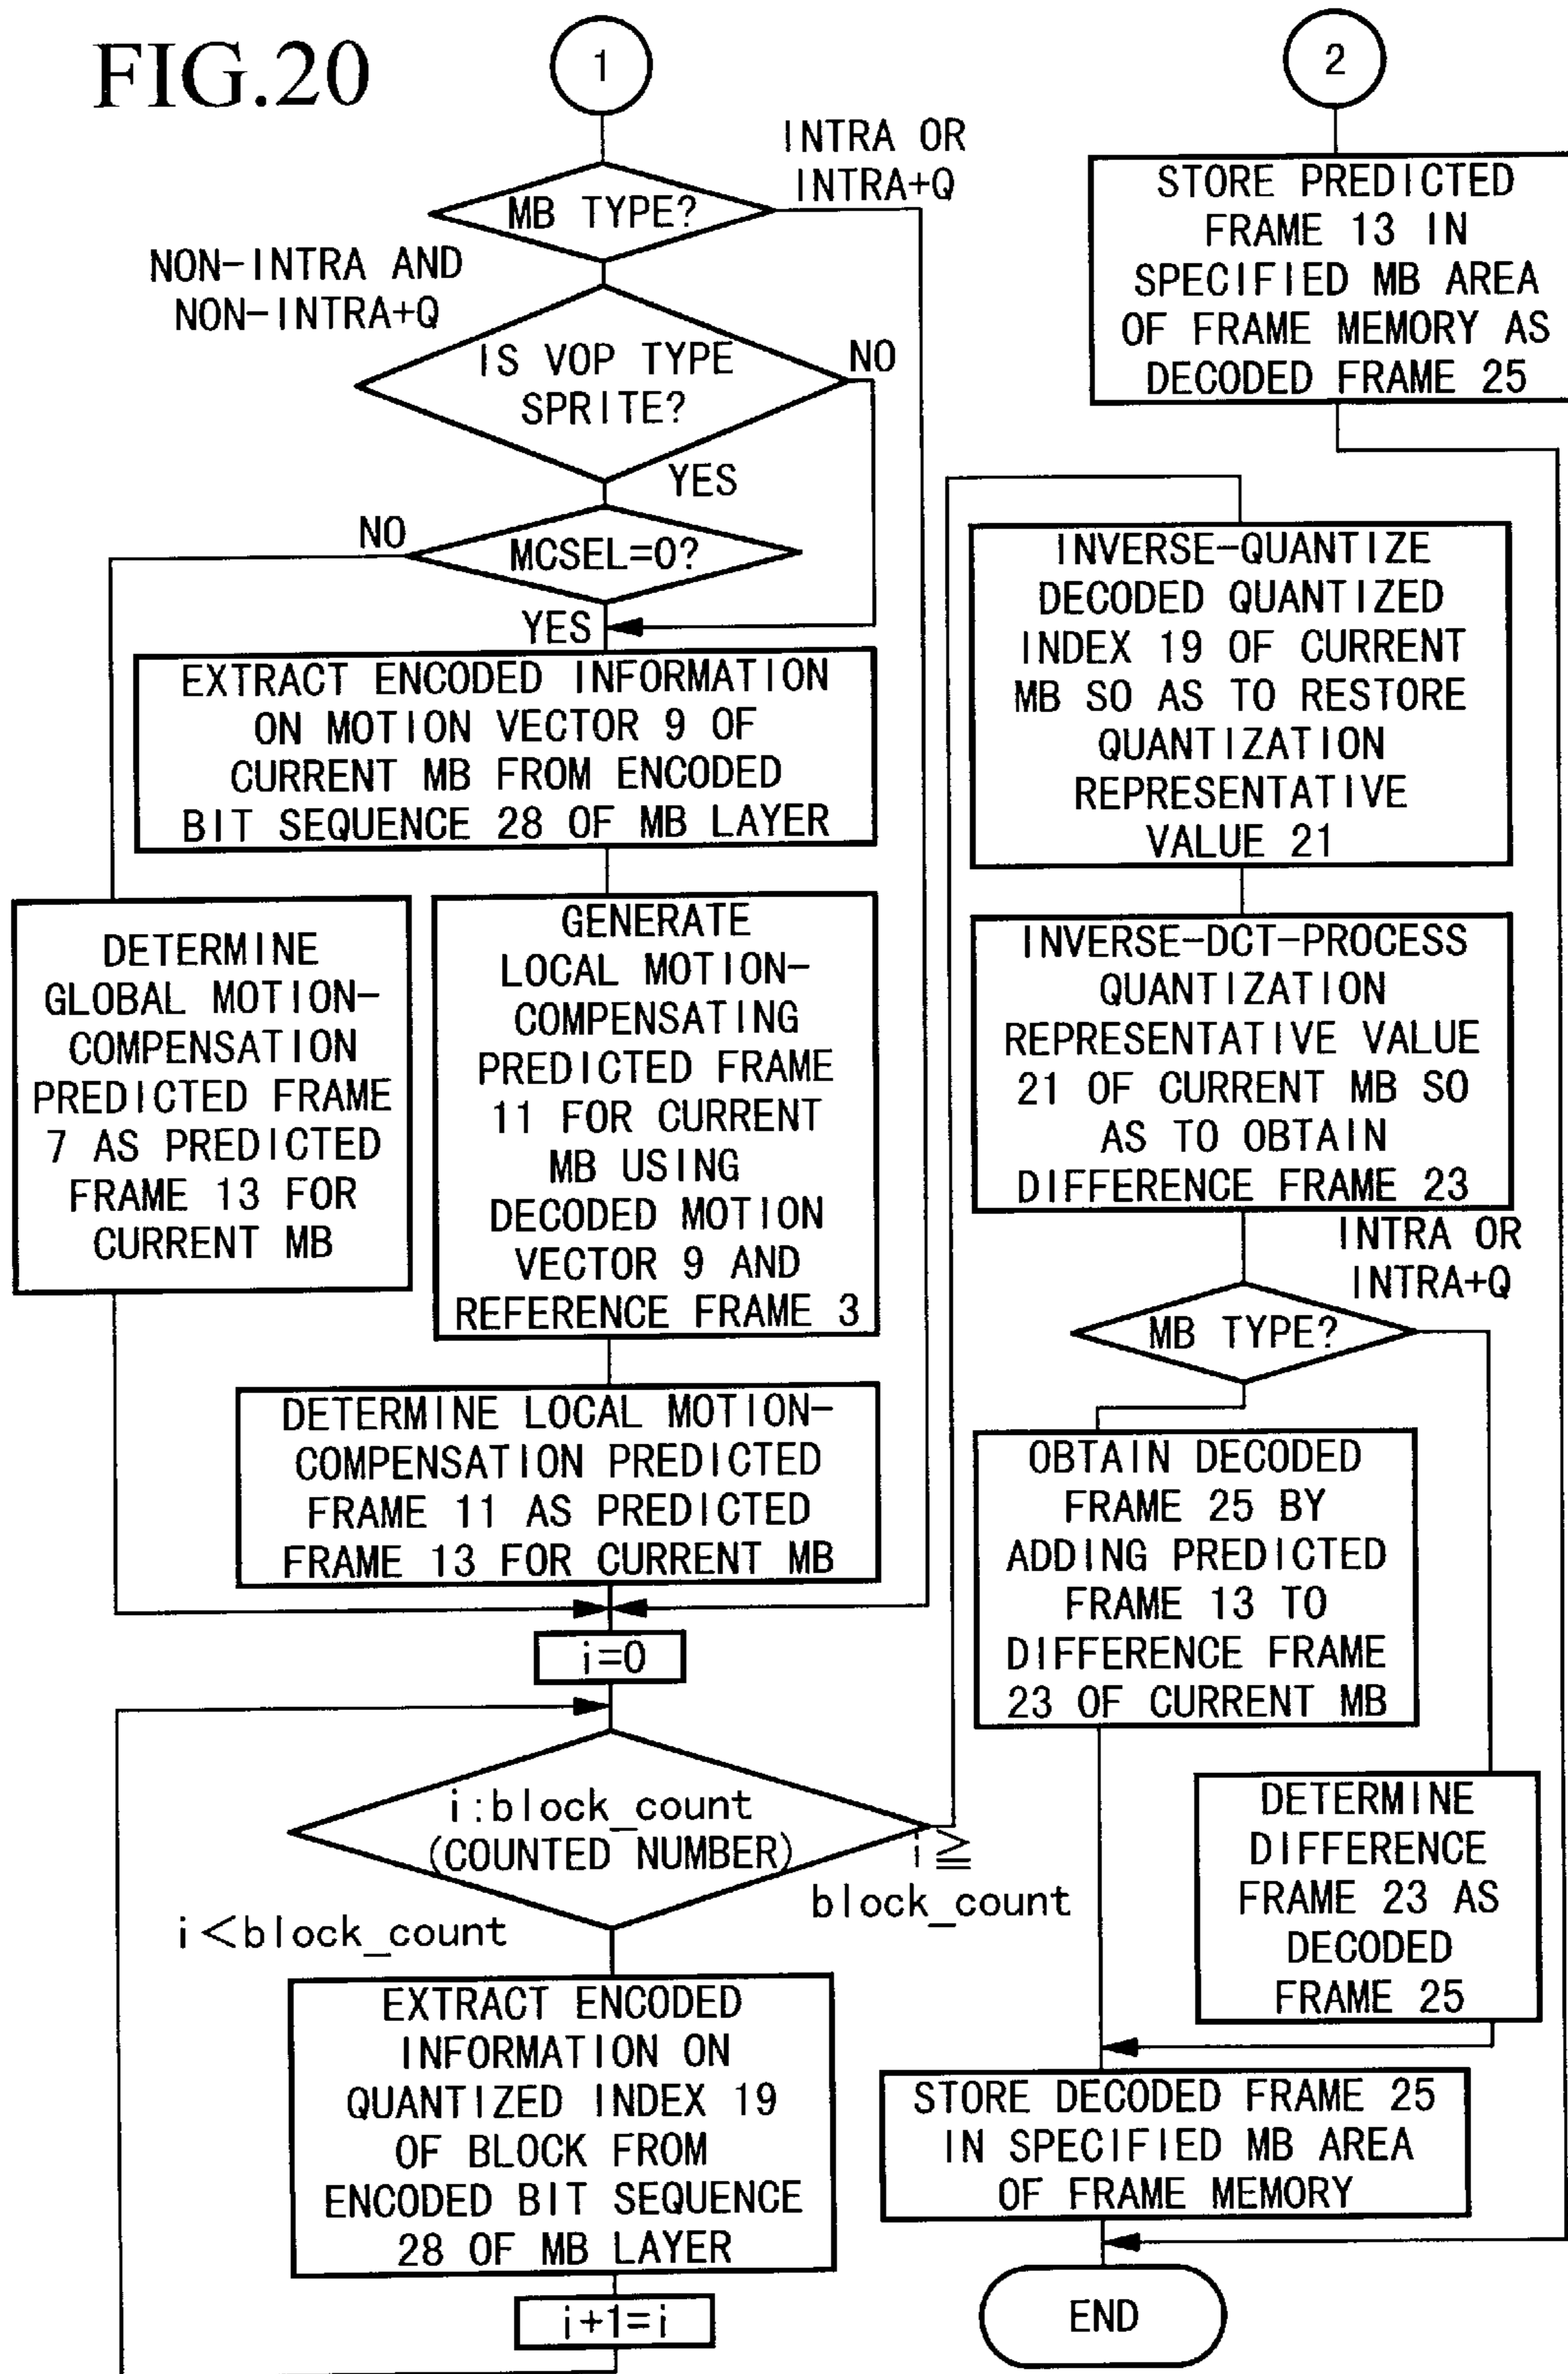 FIG.20
1
INTRA OR
INTRA+Q
MB TYPE?
NON-INTRA AND
NON-INTRA+Q
IS VOP TYPE
SPRITE?
NO
YES
NO
MCSEL=0?
YES
EXTRACT ENCODED INFORMATION
ON MOTION VECTOR 9 OF
CURRENT MB FROM ENCODED
BIT SEQUENCE 28 OF MB LAYER
DETERMINE
GLOBAL MOTION-
COMPENSATION
PREDICTED FRAME
7 AS PREDICTED
FRAME 13 FOR
CURRENT MB
GENERATE
LOCAL MOTION-
COMPENSATING
PREDICTED FRAME
11 FOR CURRENT
MB USING
DECODED MOTION
VECTOR 9 AND
REFERENCE FRAME 3
DETERMINE LOCAL MOTION-
COMPENSATION PREDICTED
FRAME 11 AS PREDICTED
FRAME 13 FOR CURRENT MB
i=0
i:block_count
(COUNTED NUMBER)
i≧
block_count
i<block_count
EXTRACT ENCODED
INFORMATION ON
QUANTIZED INDEX 19
OF BLOCK FROM
ENCODED BIT SEQUENCE
28 OF MB LAYER
i+1=i
2
STORE PREDICTED
FRAME 13 IN
SPECIFIED MB AREA
OF FRAME MEMORY AS
DECODED FRAME 25
INVERSE-QUANTIZE
DECODED QUANTIZED
INDEX 19 OF CURRENT
MB SO AS TO RESTORE
QUANTIZATION
REPRESENTATIVE
VALUE 21
INVERSE-DCT-PROCESS
QUANTIZATION
REPRESENTATIVE VALUE
21 OF CURRENT MB SO
AS TO OBTAIN
DIFFERENCE FRAME 23
INTRA OR
INTRA+Q
MB TYPE?
OBTAIN DECODED
FRAME 25 BY
ADDING PREDICTED
FRAME 13 TO
DIFFERENCE FRAME
23 OF CURRENT MB
DETERMINE
DIFFERENCE
FRAME 23 AS
DECODED
FRAME 25
STORE DECODED FRAME 25
IN SPECIFIED MB AREA
OF FRAME MEMORY
END